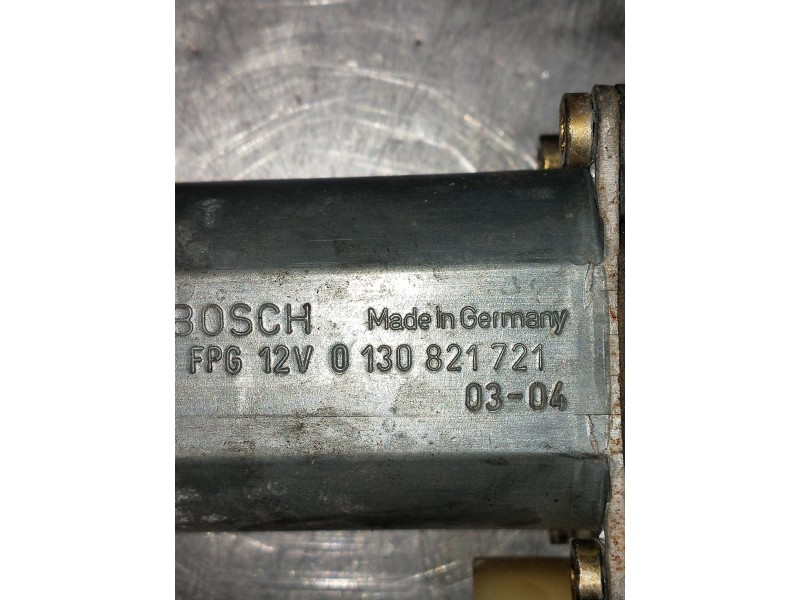 BOSCH Made in Germany
FPG 12V 0 130 821 721
03-04